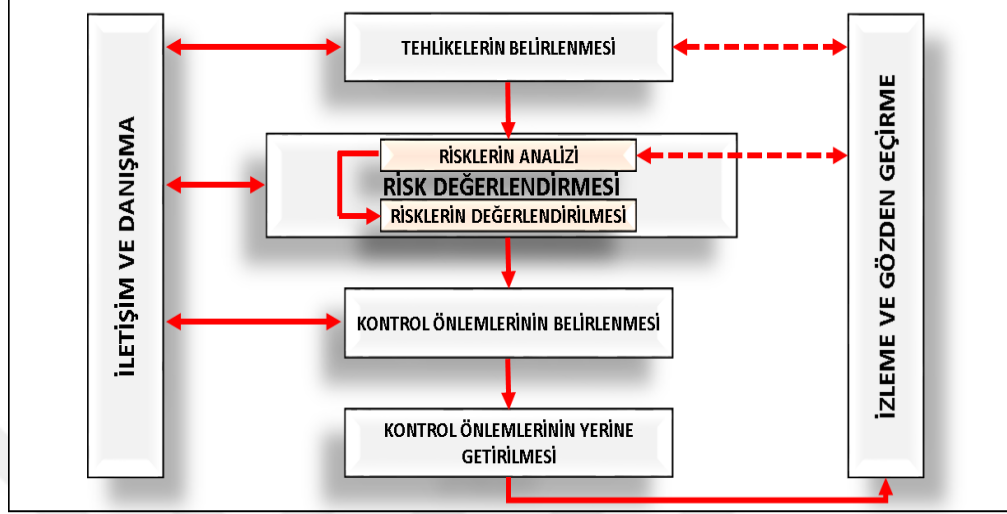 TEHLİKELERİN BELİRLENMESİ
İLETİŞİM VE DANIŞMA
RİSKLERİN ANALİZİ
RİSK DEĞERLENDİRMESİ
RİSKLERİN DEĞERLENDİRİLMESİ
KONTROL ÖNLEMLERİNİN BELİRLENMESİ
KONTROL ÖNLEMLERİNİN YERİNE
GETİRİLMESİ
İZLEME VE GÖZDEN GEÇİRME